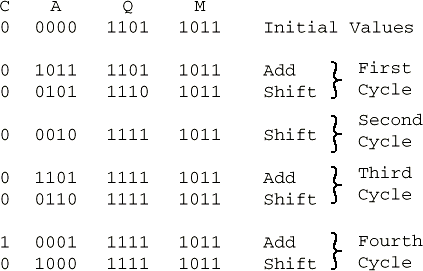 C A Q M
0 0000 1101 1011 Initial Values
0 1011 1101 1011 Add First
0 0101 1110 1011 Shift Cycle
Second
0 0010 1111 1011 Shift
Cycle
0 1101 1111 1011 Add Third
0 0110 1111 1011 Shift Cycle
1 0001 1111 1011 Add Fourth
0 1000 1111 1011 Shift Cycle